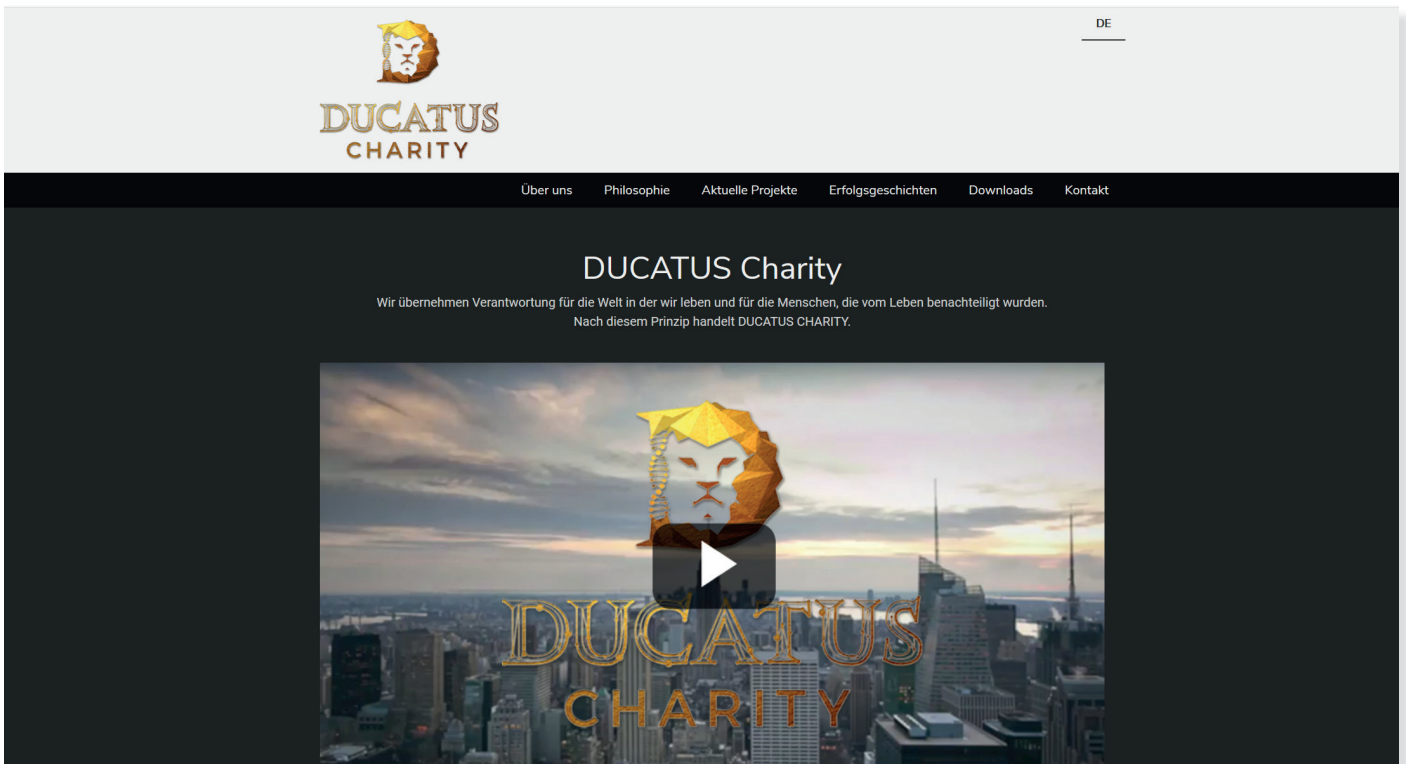 DE
DUCATUS
CHARITY
Über uns Philosophie Aktuelle Projekte Erfolgsgeschichten Downloads Kontakt
DUCATUS Charity
Wir übernehmen Verantwortung für die Welt in der wir leben und für die Menschen, die vom Leben benachteiligt wurden.
Nach diesem Prinzip handelt DUCATUS CHARITY.
DUCATUS
CHARITY